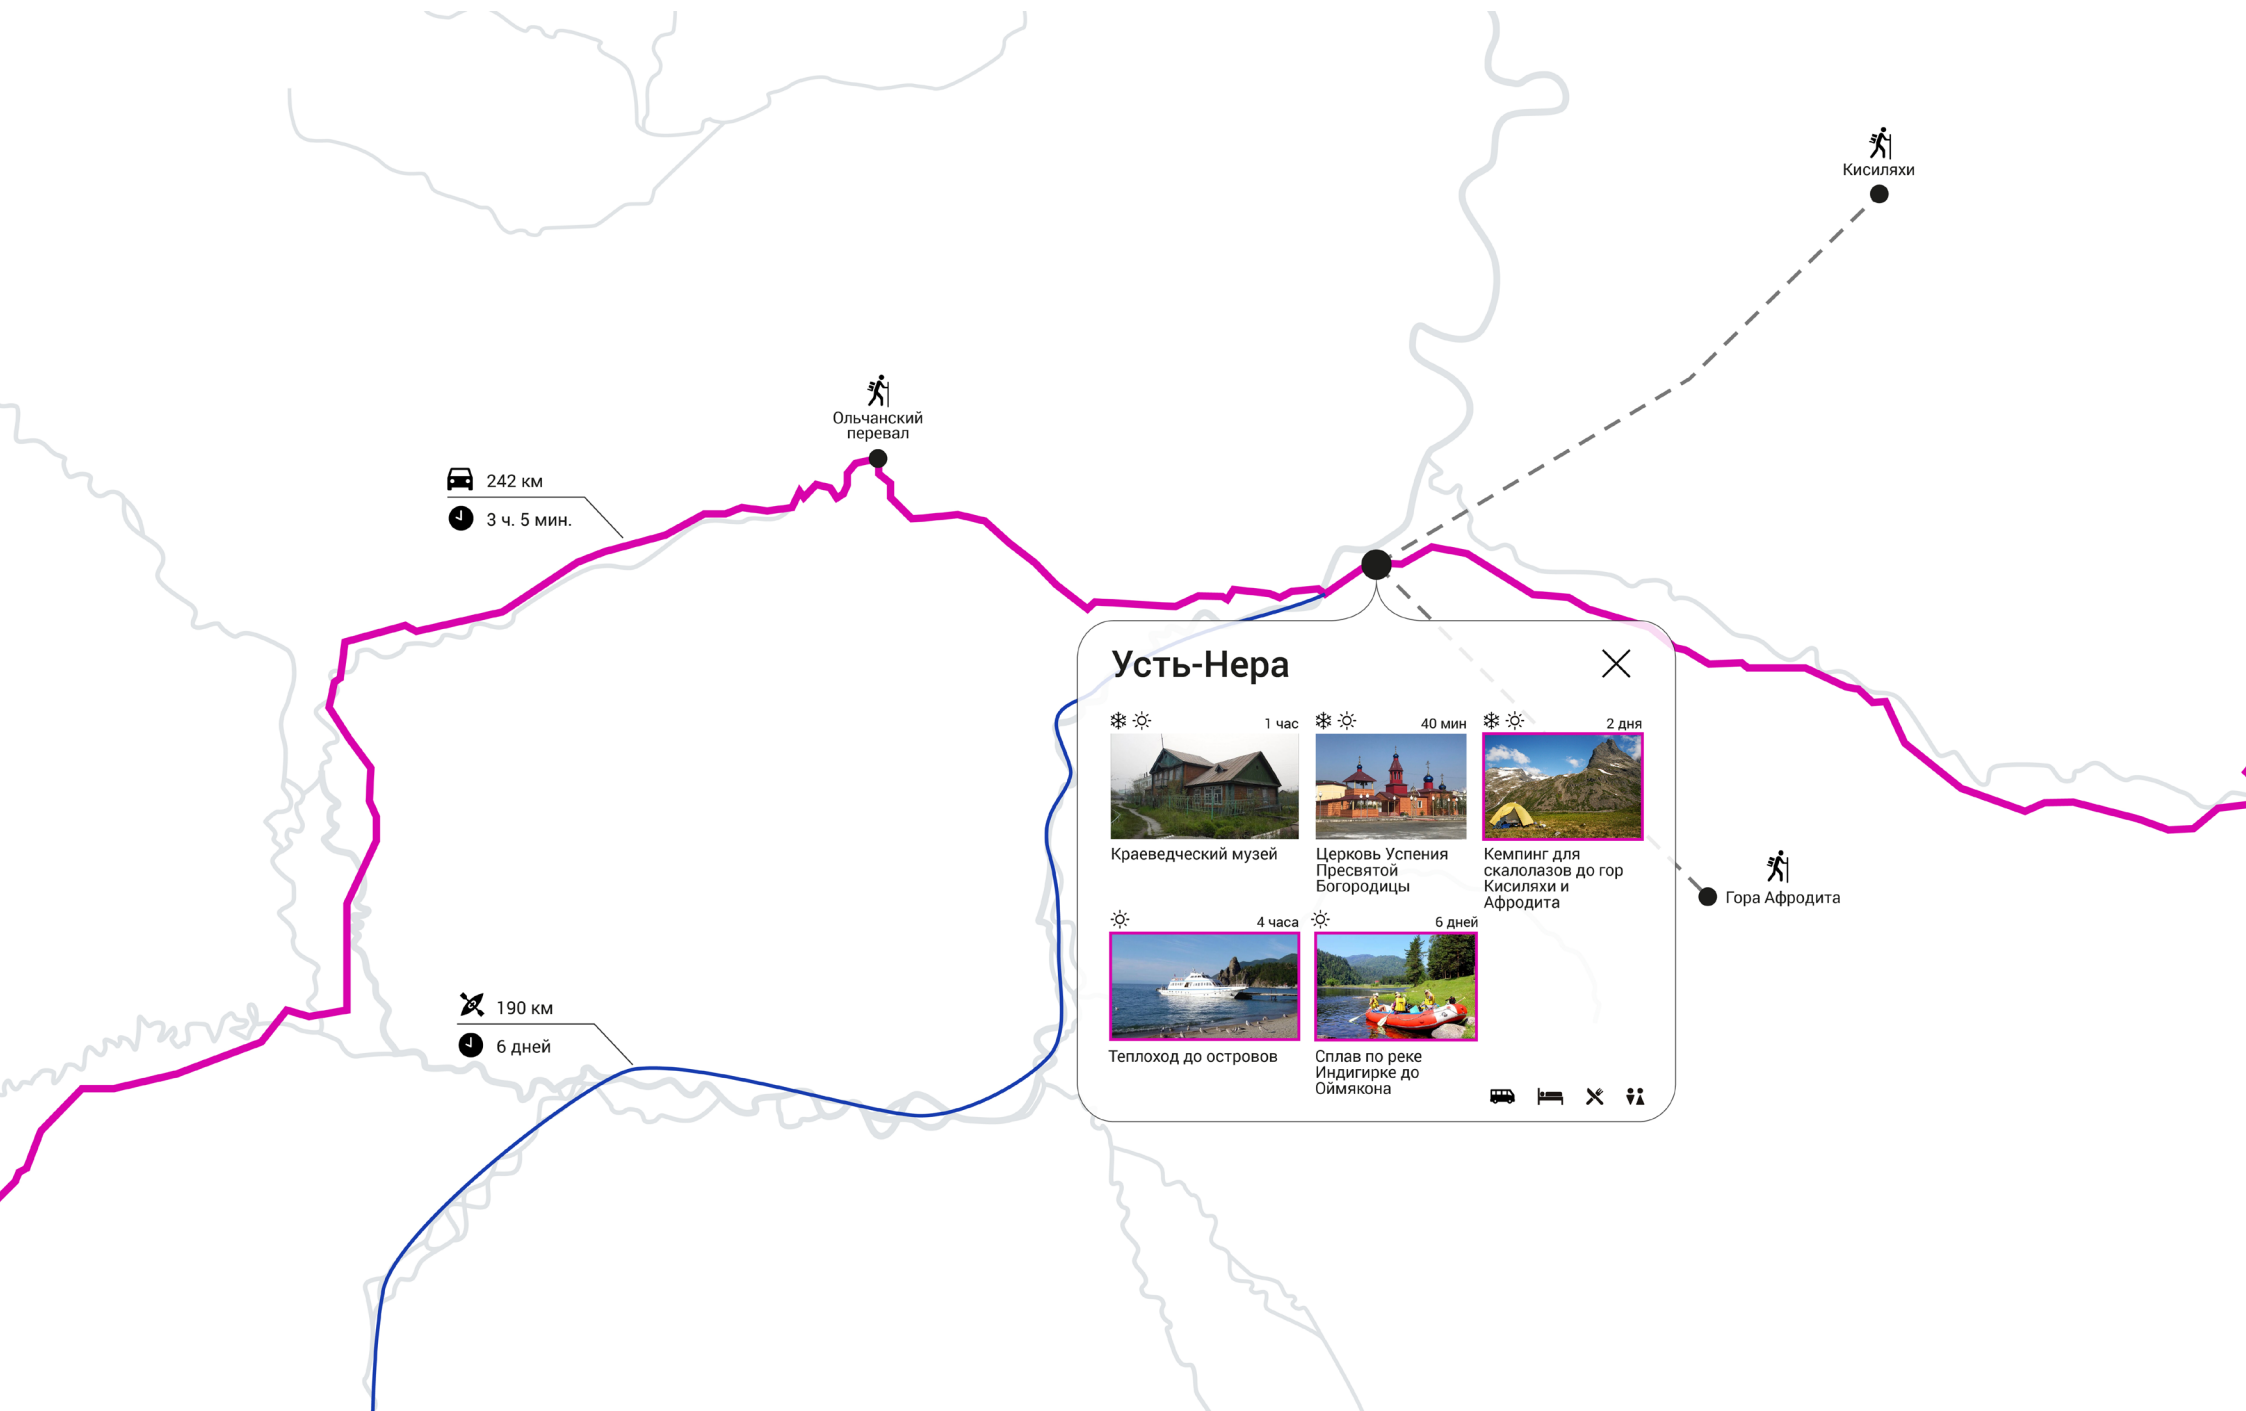 Кисиляхи
Ольчанский
перевал
242 км
3 ч. 5 мин.
Усть-Нера
1 час
40 мин
2 дня
Краеведческий музей
Церковь Успения
Пресвятой
Богородицы
Кемпинг для
скалолазов до гор
Кисиляхи и
Афродита
Гора Афродита
4 часа
6 дней
Теплоход до островов
Сплав по реке
Индигирке до
Оймякона
190 км
6 дней